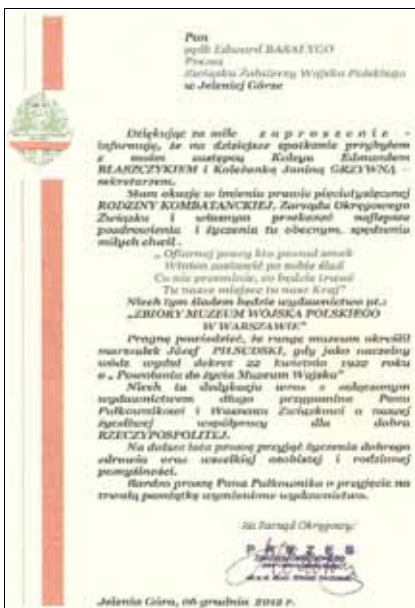 Pan
ppłk Edward BASAŁYGO
Prezes
Związku Żołnierzy Wojska Polskiego
w Jeleniej Górze
Dziękując za miłe zaproszenie -
informuję, że na dzisiejsze spotkanie przybyłem
z moim zastępcą Kolegą Edmundem
BŁASZCZYKIEM i Koleżanką Janiną GRZYWNĄ –
sekretarzem.
Mam okazję w imieniu prawie pięciotysięcznej
RODZINY KOMBATANCKIEJ, Zarządu Okręgowego
Związku i własnym przekazać najlepsze
pozdrowienia i życzenia tu obecnym, spędzenia
miłych chwil.
„ Ofiarnej pracy kto poznał smak
Winien zostawić po sobie ślad
Co nie przeminie, co będzie trwać
Tu nasze miejsce tu nasz Kraj”
Niech tym śladem będzie wydawnictwo pt.:
„ZBIORY MUZEUM WOJSKA POLSKIEGO
W WARSZAWIE”
Pragnę powiedzieć, że rangę muzeum określił
marszałek Józef PIŁSUDSKI, gdy jako naczelny
wódz wydał dekret 22 kwietnia 1920 roku
o „ Powołaniu do życia Muzeum Wojska”
Niech ta dedykacja wraz z załączonym
wydawnictwem długo przypomina Panu
Pułkownikowi i Waszemu Związkowi o naszej
życzliwej współpracy dla dobra
RZECZYPOSPOLITEJ.
Na dalsze lata proszę przyjąć życzenia dobrego
zdrowia oraz wszelkiej osobistej i rodzinnej
pomyślności.
Bardzo proszę Pana Pułkownika o przyjęcie na
trwałą pamiątkę wymienione wydawnictwo.
Za Zarząd Okręgowy:
PREZES
Jelenia Góra, 06 grudnia 2012 r.